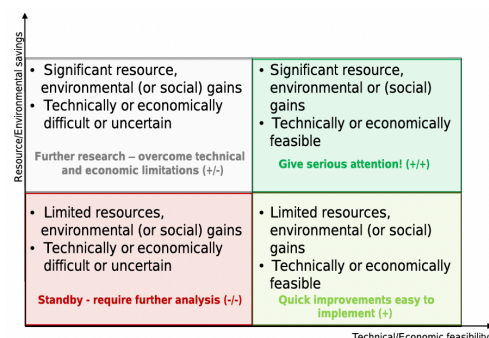 Resource/Environmental savings
• Significant resource,
environmental (or social) gains
• Technically or economically
difficult or uncertain
Further research – overcome technical
and economic limitations (+/-)
• Significant resource,
environmental or (social)
gains
• Technically or economically
feasible
Give serious attention! (+/+)
• Limited resources,
environmental (or social) gains
• Technically or economically
difficult or uncertain
Standby - require further analysis (-/-)
• Limited resources,
environmental (or social)
gains
• Technically or economically
feasible
Quick improvements easy to
implement (+)
Technical/Economic feasibility